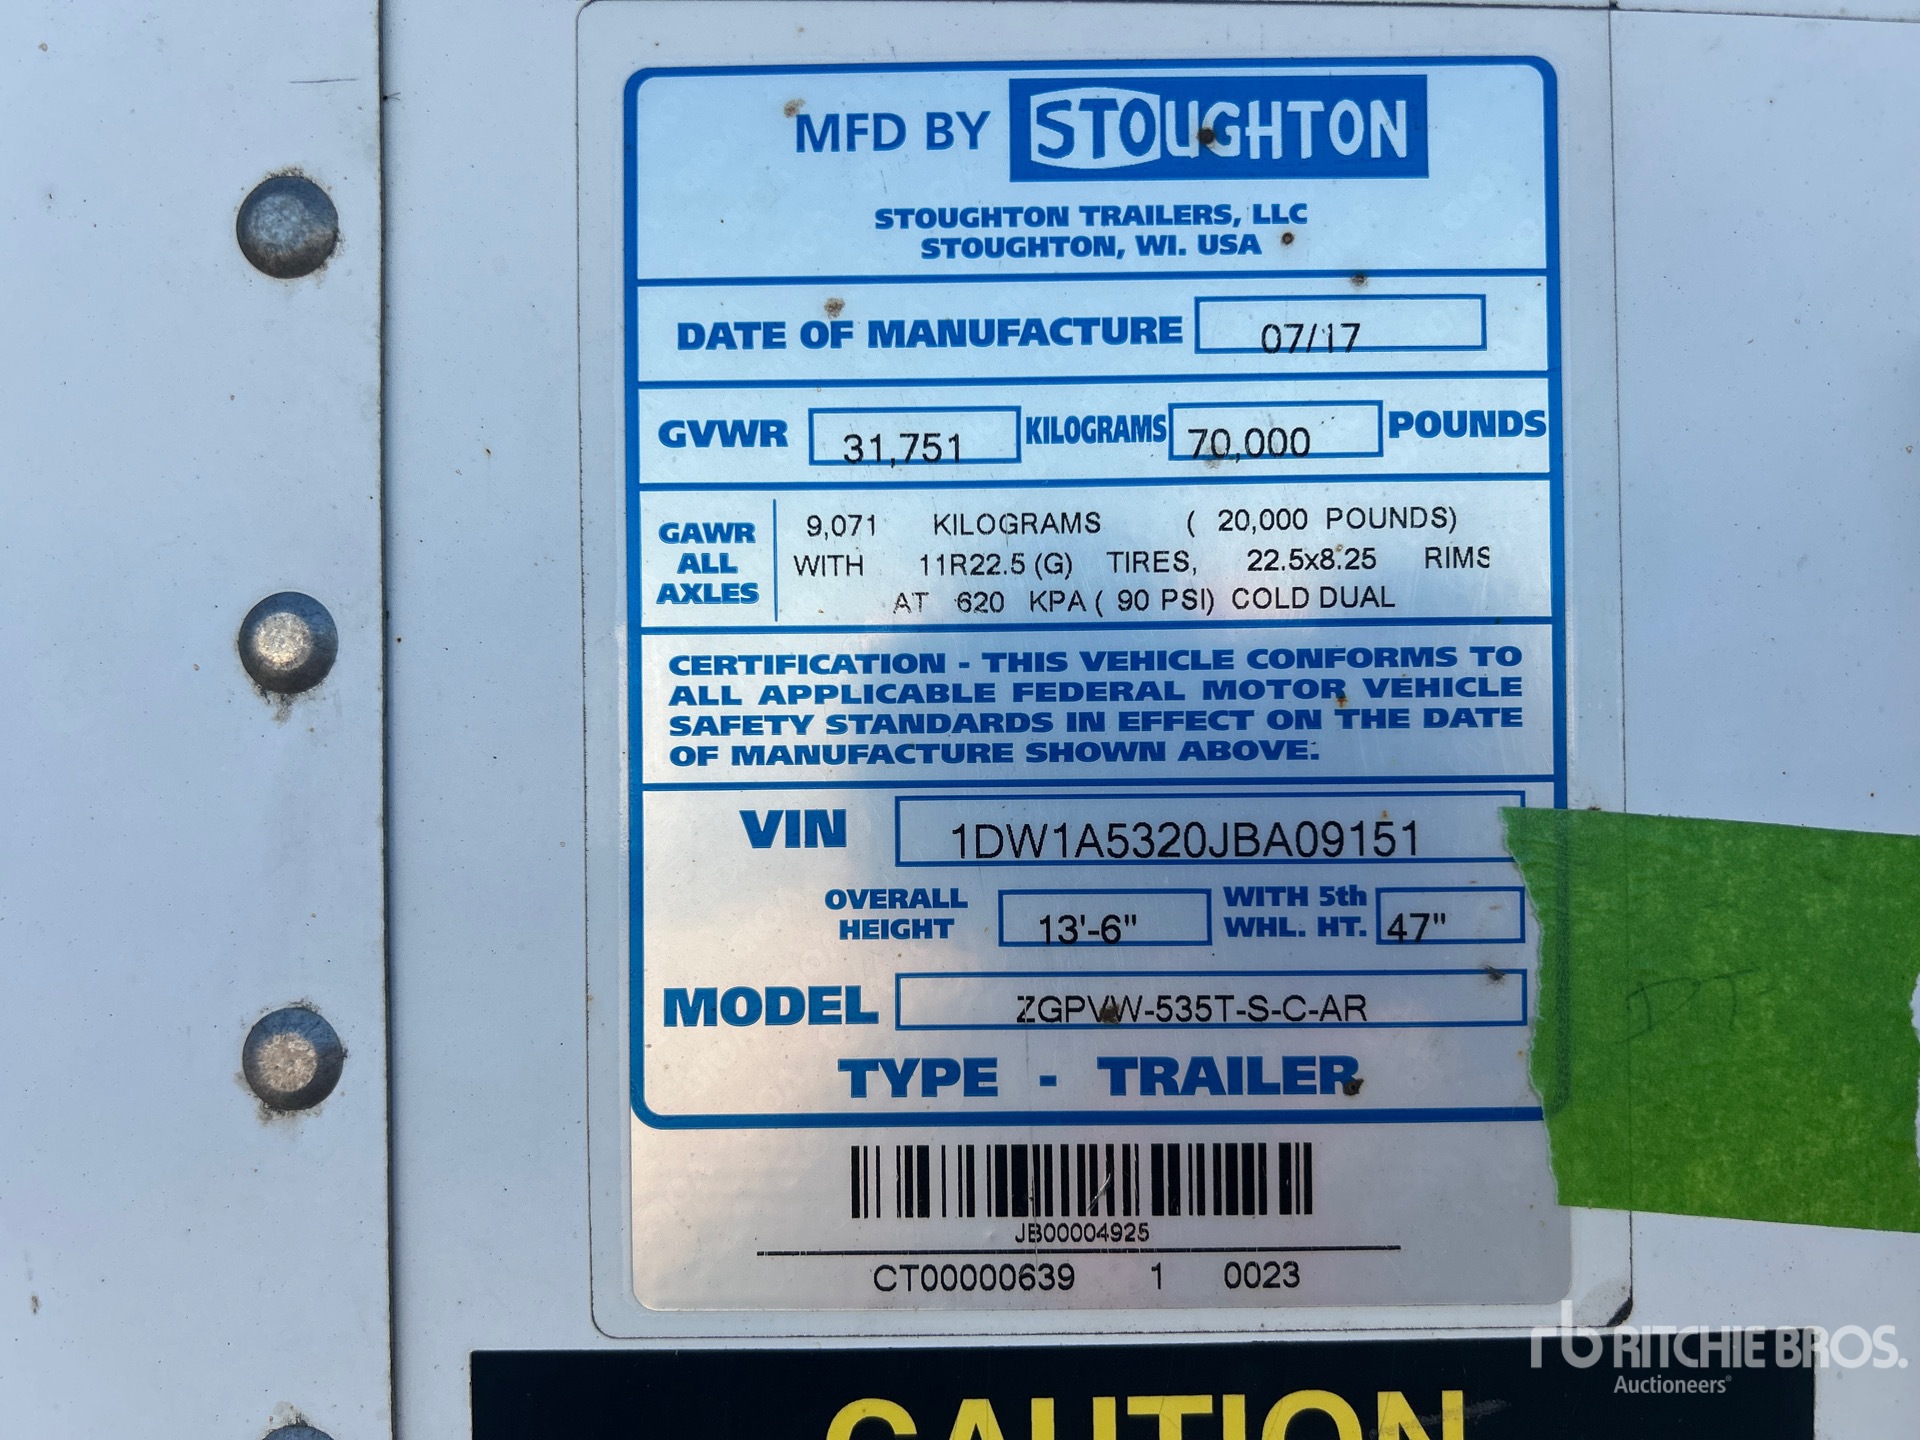 MFD BY STOUGHTON
STOUGHTON TRAILERS, LLC
STOUGHTON, WI. USA
DATE OF MANUFACTURE 07/17
GVWR 31,751 KILOGRAMS 70,000 POUNDS
GAWR ALL AXLES
9,071 KILOGRAMS ( 20,000 POUNDS)
WITH 11R22.5 (G) TIRES, 22.5x8.25 RIMS
AT 620 KPA ( 90 PSI) COLD DUAL
CERTIFICATION - THIS VEHICLE CONFORMS TO
ALL APPLICABLE FEDERAL MOTOR VEHICLE
SAFETY STANDARDS IN EFFECT ON THE DATE
OF MANUFACTURE SHOWN ABOVE.
VIN 1DW1A5320JBA09151
OVERALL HEIGHT 13'-6" WITH 5th WHL. HT. 47"
MODEL ZGPVW-535T-S-C-AR
TYPE - TRAILER
JB00004925
CT00000639 1 0023
CAUTION
rb RITCHIE BROS.
Auctioneers